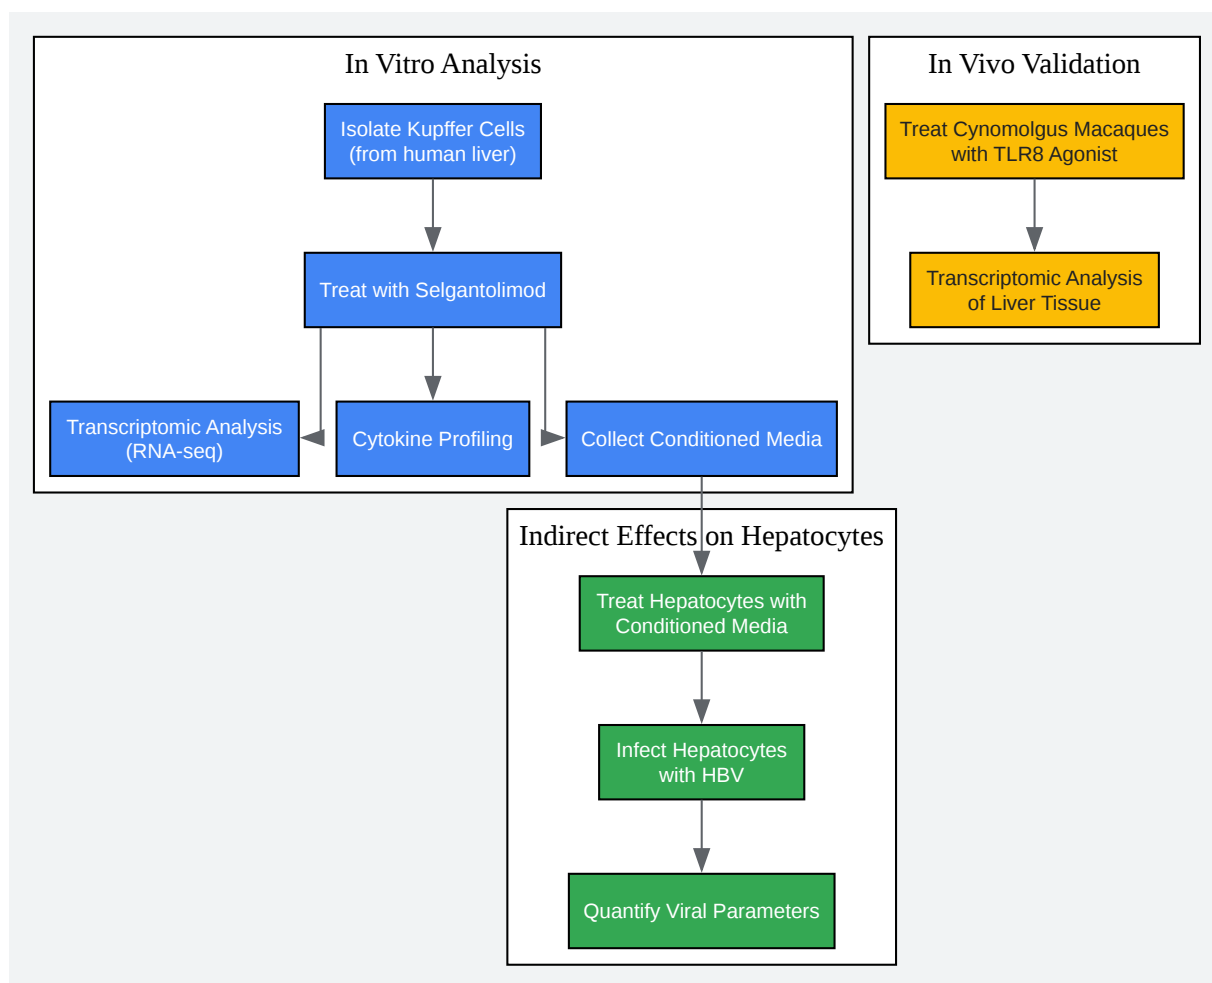 In Vitro Analysis
Isolate Kupffer Cells
(from human liver)
Treat with Selgantolimod
Transcriptomic Analysis
(RNA-seq)
Cytokine Profiling
Collect Conditioned Media
In Vivo Validation
Treat Cynomolgus Macaques
with TLR8 Agonist
Transcriptomic Analysis
of Liver Tissue
Indirect Effects on Hepatocytes
Treat Hepatocytes with
Conditioned Media
Infect Hepatocytes
with HBV
Quantify Viral Parameters